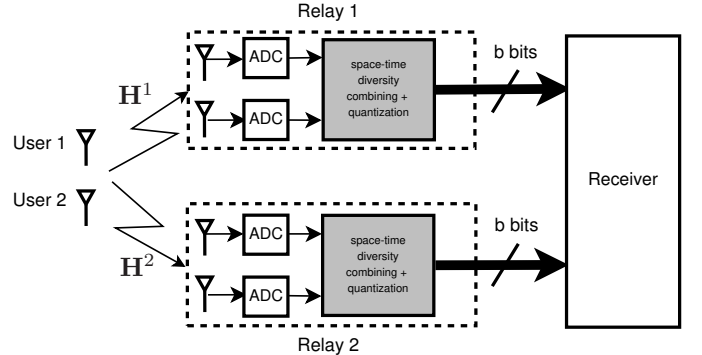 Relay 1
ADC
ADC
space-time
diversity
combining +
quantization
b bits
H¹
User 1
User 2
H²
Receiver
ADC
ADC
space-time
diversity
combining +
quantization
b bits
Relay 2